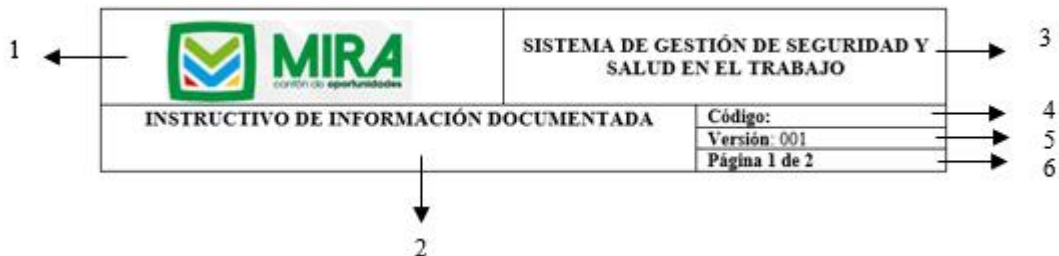 1
MIRA
cantón de oportunidades
SISTEMA DE GESTIÓN DE SEGURIDAD Y
SALUD EN EL TRABAJO
3
INSTRUCTIVO DE INFORMACIÓN DOCUMENTADA
Código:
4
Versión: 001
5
Página 1 de 2
6
2